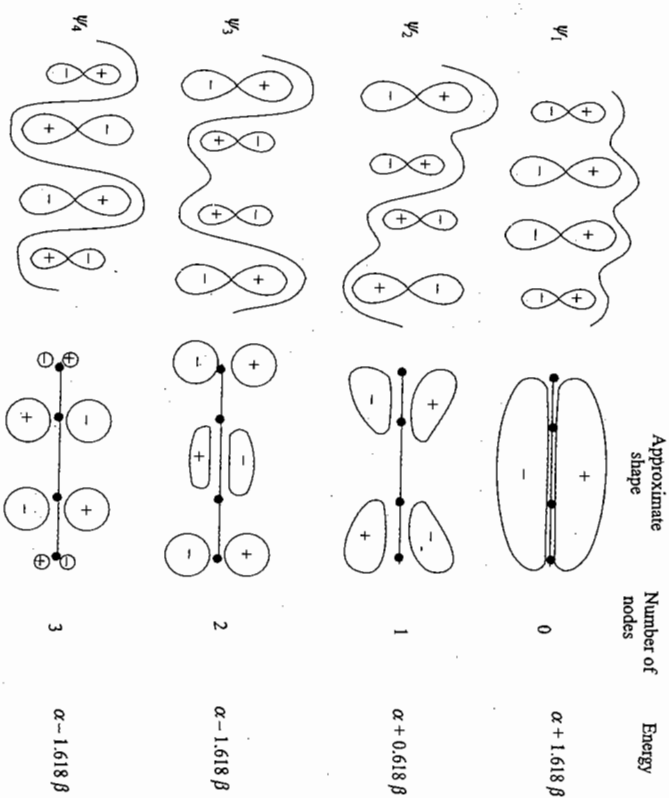 Approximate shape Number of nodes Energy
+ + + + +
ψ₁ 0 α + 1.618 β
− − − − −
+ + − − + −
ψ₂ 1 α + 0.618 β
− − + + − +
+ − − + + − +
ψ₃ 2 α − 1.618 β
− + + − − + −
+ − + − + − + −
ψ₄ 3 α − 1.618 β
− + − + − + − +